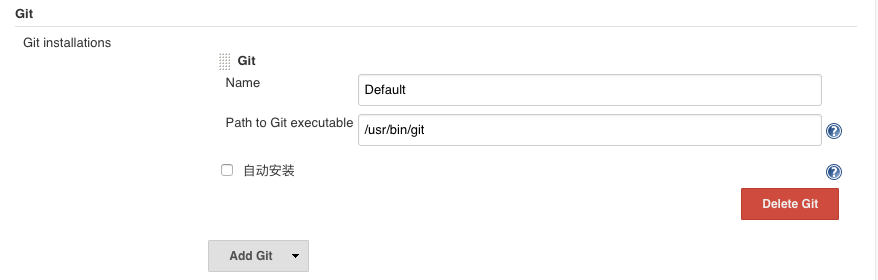 Git
Git installations
Git
Name
Default
Path to Git executable
/usr/bin/git
?
自动安装
?
Delete Git
Add Git